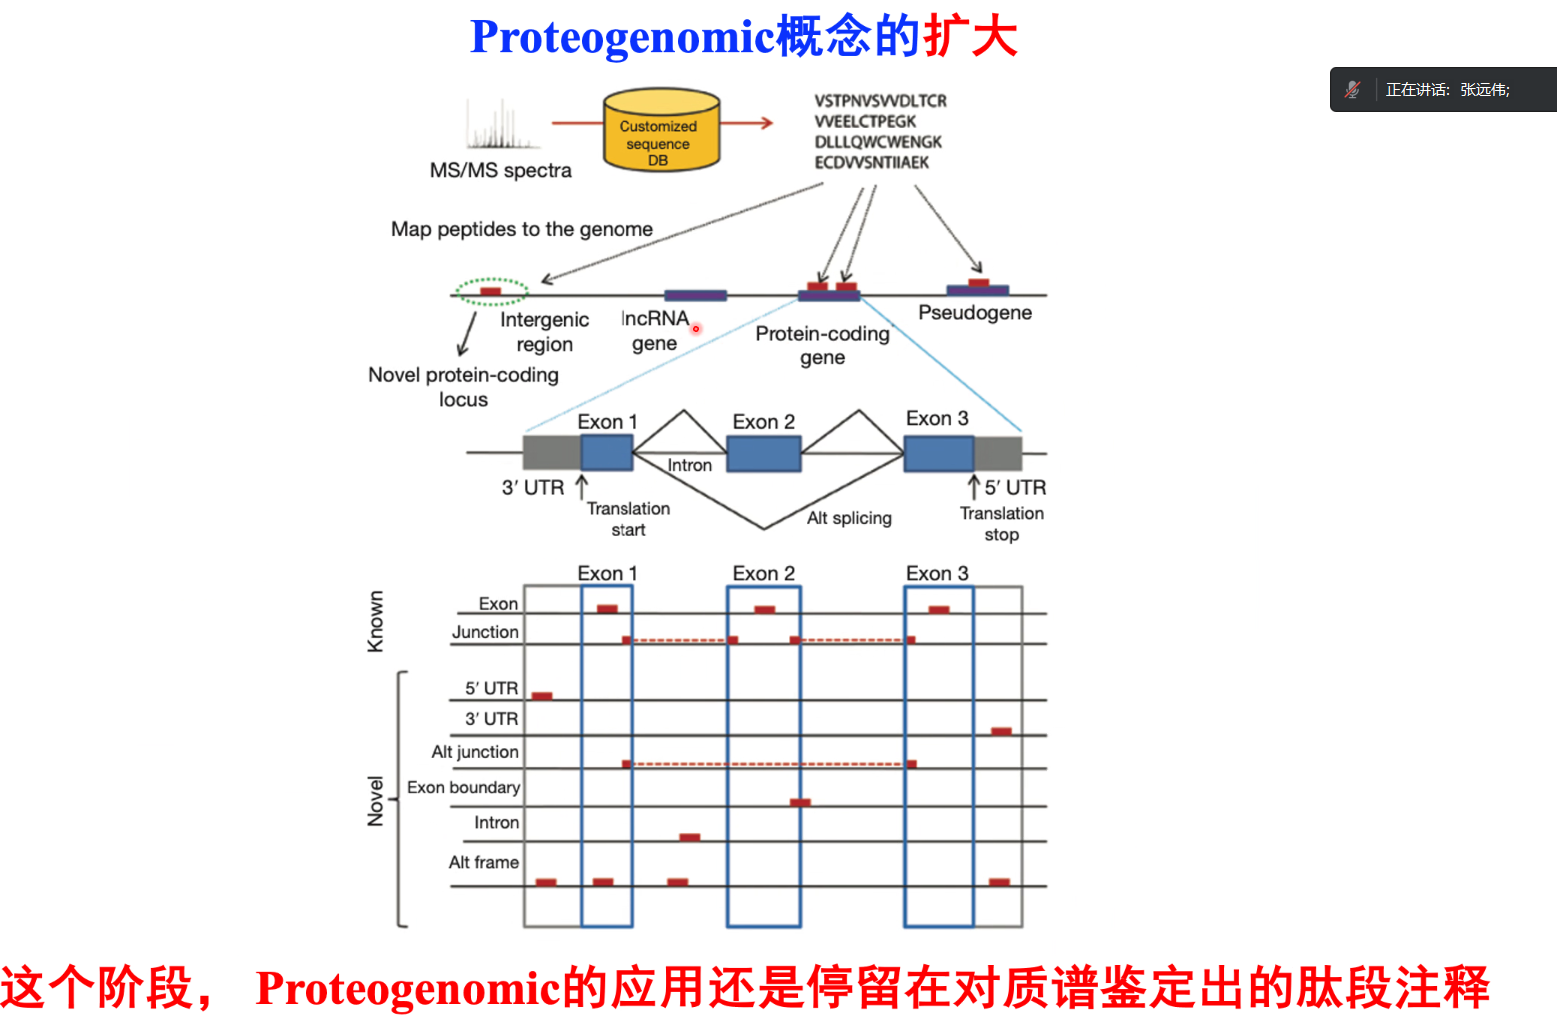 Proteogenomic概念的扩大
正在讲话: 张远伟;
Customized
sequence
DB
MS/MS spectra
VSTPNVSVVDLTCR
VVEELCTPEGK
DLLLQWCWENGK
ECDVVSNTIIAEK
Map peptides to the genome
Intergenic
region
lncRNA
gene
Protein-coding
gene
Pseudogene
Novel protein-coding
locus
Exon 1
Exon 2
Exon 3
Intron
3′ UTR
5′ UTR
Translation
start
Alt splicing
Translation
stop
Exon 1
Exon 2
Exon 3
Known
Exon
Junction
Novel
5′ UTR
3′ UTR
Alt junction
Exon boundary
Intron
Alt frame
这个阶段， Proteogenomic的应用还是停留在对质谱鉴定出的肽段注释